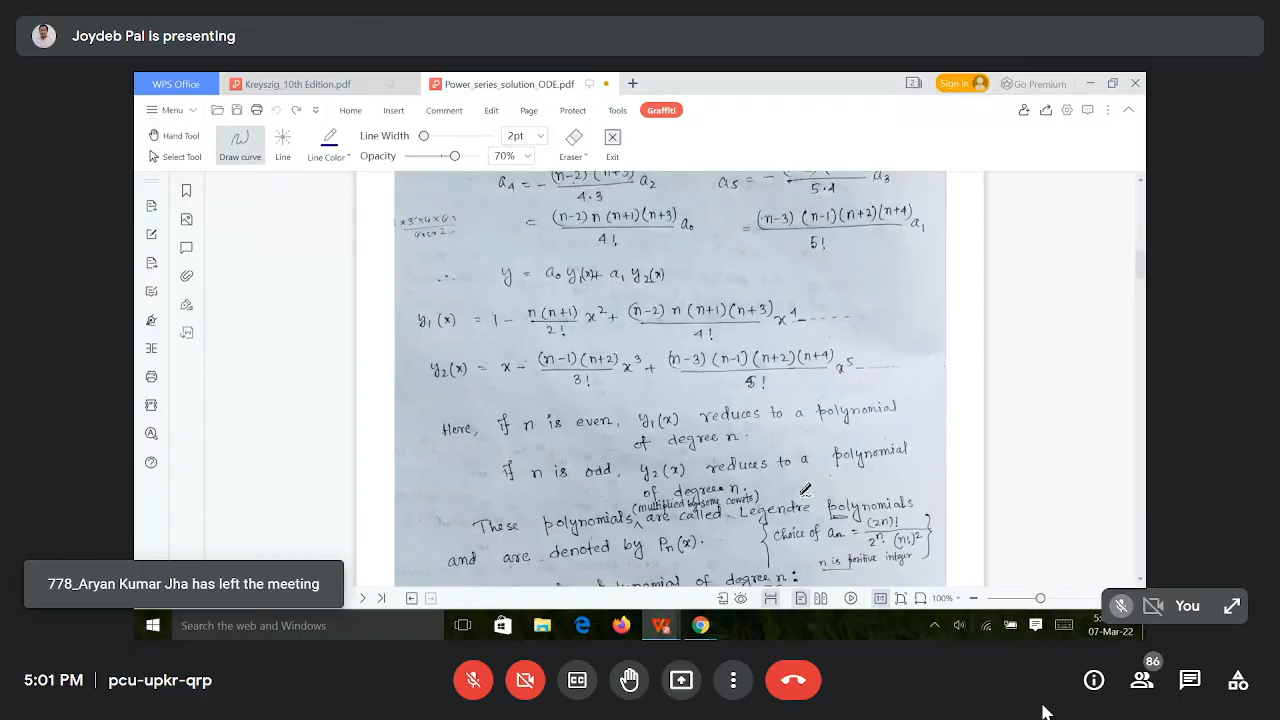 Joydeb Pal is presenting
WPS Office Kreyszig_10th Edition.pdf Power_series_solution_ODE.pdf Sign in Go Premium
Menu Home Insert Comment Edit Page Protect Tools Graffiti
Hand Tool Select Tool Draw curve Line Line Color Line Width 2pt Opacity 70% Eraser Exit
a4 = - (n-2)(n+3) / 4·3 a2 a5 = - / 5·4 a3
= (n-2) n (n+1)(n+3) / 4! a0 = (n-3)(n-1)(n+2)(n+4) / 5! a1
∴ y = a0 y1(x) + a1 y2(x)
y1(x) = 1 - n(n+1) / 2! x² + (n-2) n (n+1)(n+3) / 4! x⁴ - - - - - -
y2(x) = x - (n-1)(n+2) / 3! x³ + (n-3)(n-1)(n+2)(n+4) / 5! x⁵ - - - - - -
Here, if n is even, y1(x) reduces to a polynomial
of degree n.
if n is odd, y2(x) reduces to a polynomial
of degree n.
(multiplied by some consts)
These polynomials ^ are called Legendre polynomials
and are denoted by Pn(x). { choice of an = (2n)! / 2ⁿ (n!)²
n is positive integer }
polynomial of degree n:
778_Aryan Kumar Jha has left the meeting
100%
You
Search the web and Windows
07-Mar-22
5:01 PM | pcu-upkr-qrp
86